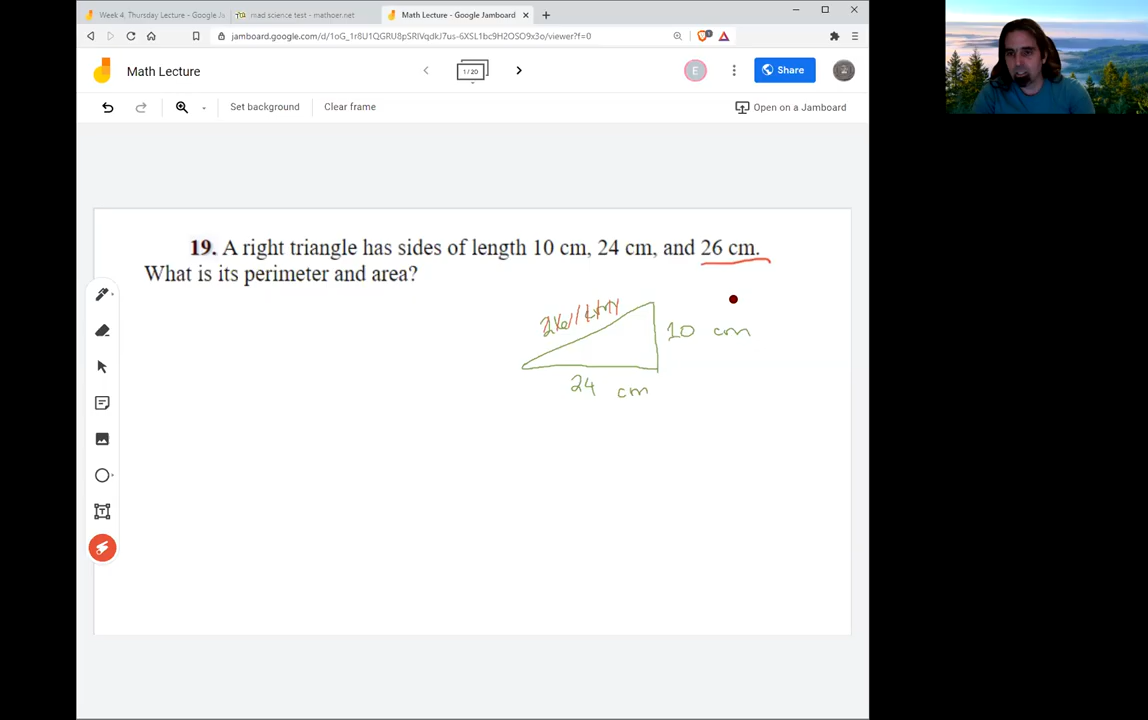 Week 4. Thursday Lecture - Google Ja
mad science test - mathoer.net
Math Lecture - Google Jamboard
jamboard.google.com/d/1oG_1r8U1QGRU8pSRlVqdkJ7us-6XSL1bc9H2OSO9x3o/viewer?f=0
Math Lecture
1/20
E
Share
Set background
Clear frame
Open on a Jamboard
19. A right triangle has sides of length 10 cm, 24 cm, and 26 cm.
What is its perimeter and area?
10 cm
24 cm